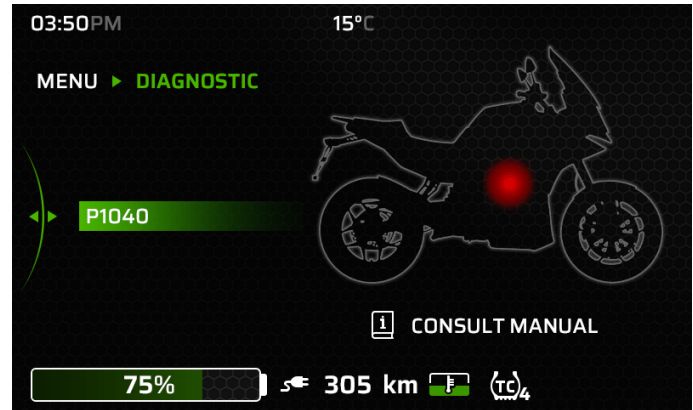 03:50PM 15°C
MENU ▸ DIAGNOSTIC
P1040
i CONSULT MANUAL
75% 305 km TC 4